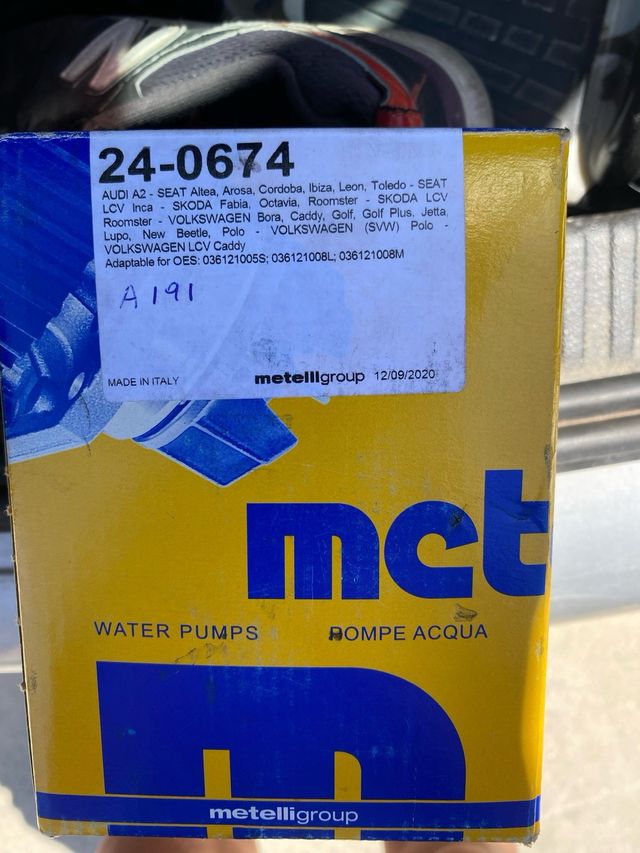 24-0674
AUDI A2 - SEAT Altea, Arosa, Cordoba, Ibiza, Leon, Toledo - SEAT
LCV Inca - SKODA Fabia, Octavia, Roomster - SKODA LCV
Roomster - VOLKSWAGEN Bora, Caddy, Golf, Golf Plus, Jetta,
Lupo, New Beetle, Polo - VOLKSWAGEN (SVW) Polo -
VOLKSWAGEN LCV Caddy
Adaptable for OES: 036121005S; 036121008L; 036121008M
A191
MADE IN ITALY metelligroup 12/09/2020
met
WATER PUMPS POMPE ACQUA
m
metelligroup